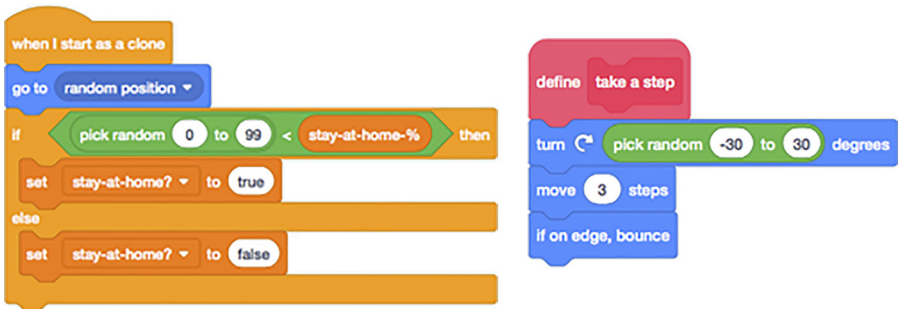 when I start as a clone
go to random position
if pick random 0 to 99 < stay-at-home-% then
set stay-at-home? to true
else
set stay-at-home? to false
define take a step
turn pick random -30 to 30 degrees
move 3 steps
if on edge, bounce